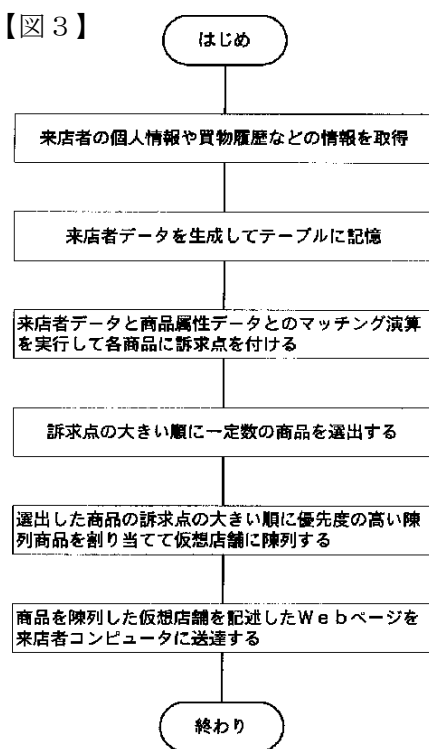 【図３】
はじめ
来店者の個人情報や買物履歴などの情報を取得
来店者データを生成してテーブルに記憶
来店者データと商品属性データとのマッチング演算
を実行して各商品に訴求点を付ける
訴求点の大きい順に一定数の商品を選出する
選出した商品の訴求点の大きい順に優先度の高い陳
列商品を割り当てて仮想店舗に陳列する
商品を陳列した仮想店舗を記述したＷｅｂページを
来店者コンピュータに送達する
終わり